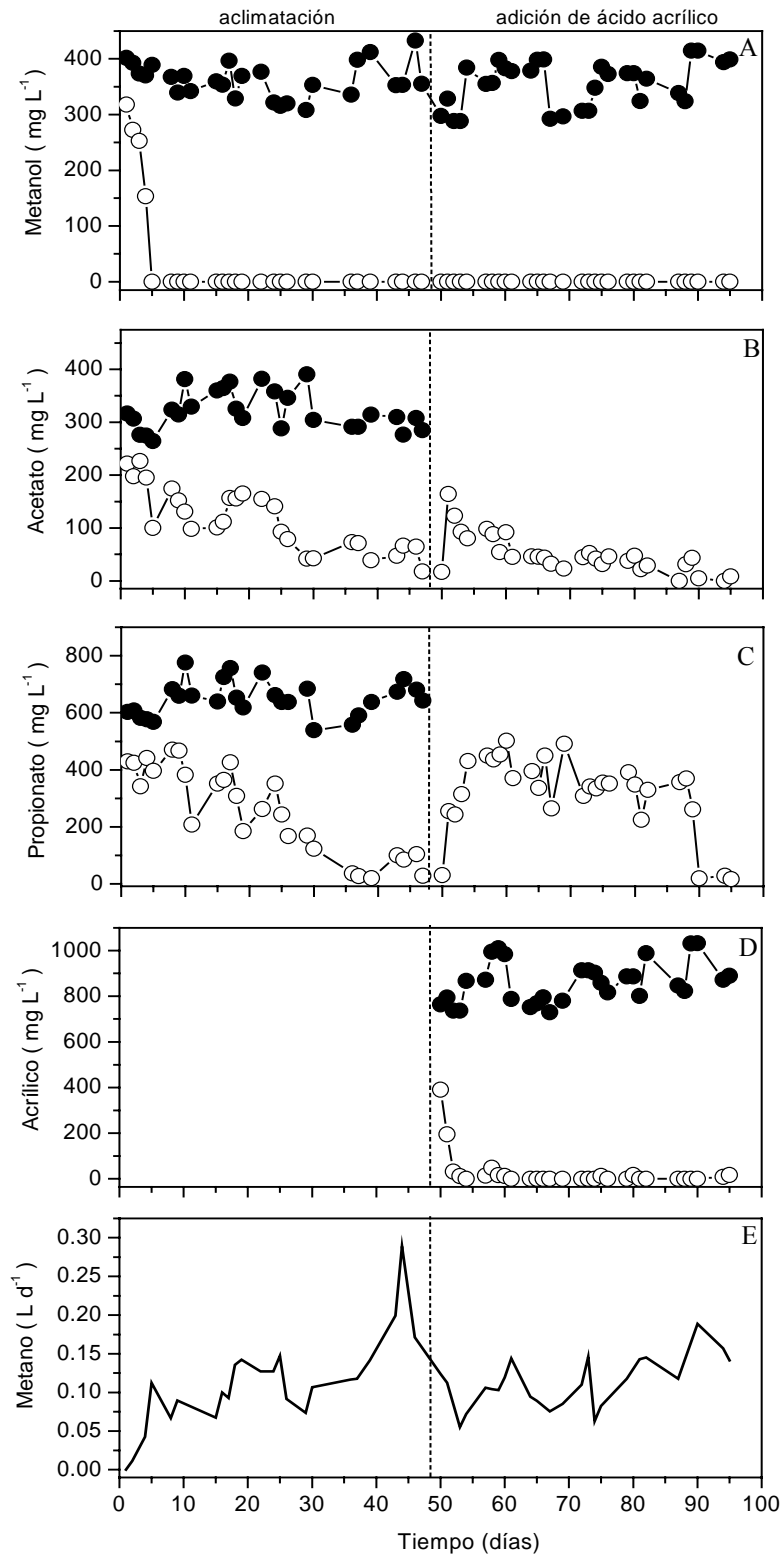 aclimatación adición de ácido acrílico
A
Metanol ( mg L-1)
400
300
200
100
0
B
Acetato ( mg L-1)
400
300
200
100
0
C
Propionato ( mg L-1)
800
600
400
200
0
D
Acrílico ( mg L-1)
1000
800
600
400
200
0
E
Metano ( L d-1)
0.30
0.25
0.20
0.15
0.10
0.05
0.00
0 10 20 30 40 50 60 70 80 90 100
Tiempo (días)